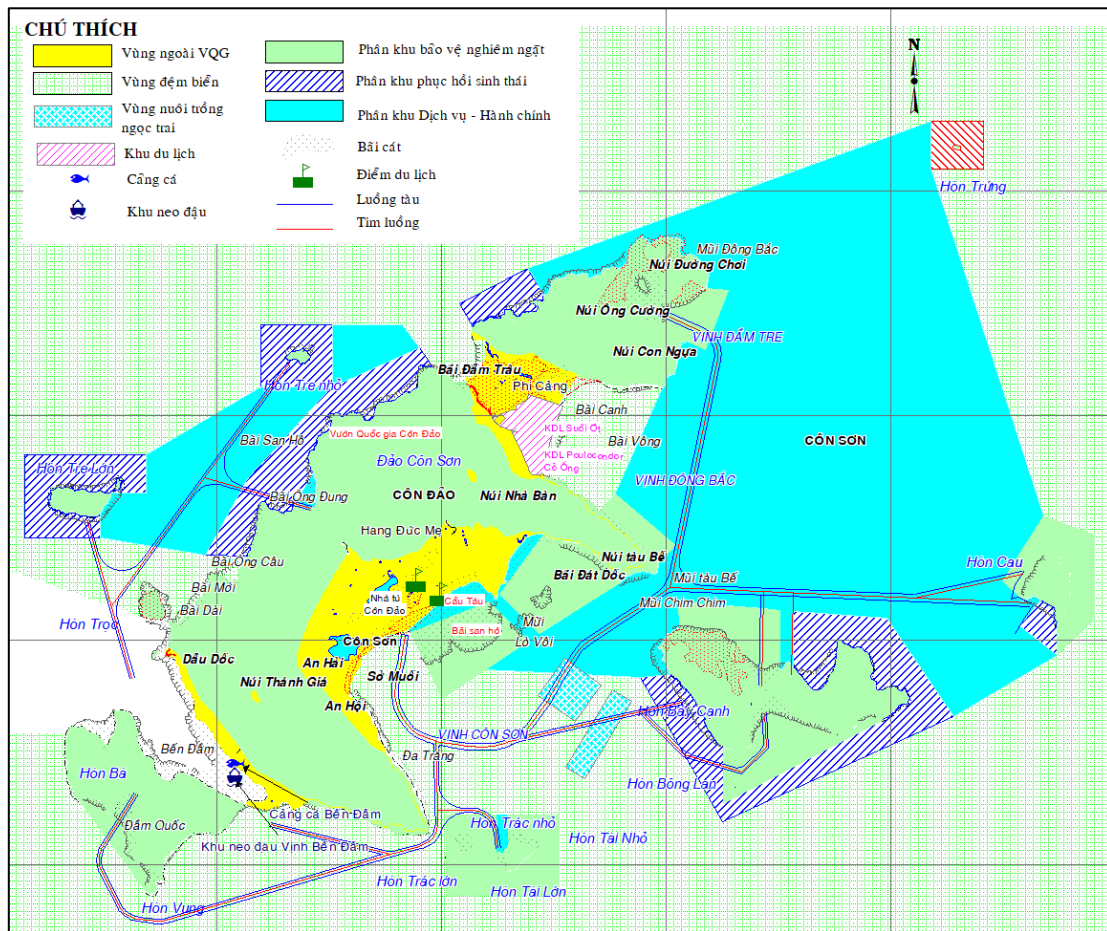 CHÚ THÍCH
Vùng ngoài VQG
Vùng đệm biển
Vùng nuôi trồng
ngọc trai
Khu du lịch
Cảng cá
Khu neo đậu
Phân khu bảo vệ nghiêm ngặt
Phân khu phục hồi sinh thái
Phân khu Dịch vụ - Hành chính
Bãi cát
Điểm du lịch
Luồng tàu
Tim luồng
N
Hòn Trứng
Mũi Đông Bắc
Núi Đường Chơi
Núi Ông Cường
VỊNH ĐẦM TRE
Núi Con Ngựa
Bãi Đầm Trâu
Phi Cảng
Hòn Tre nhỏ
Bãi Canh
KDL Suối Ớt
Bãi San Hô
Vườn Quốc gia Côn Đảo
Bãi Vông
CÔN SƠN
KDL Poulocondor
Cỏ Ống
Đảo Côn Sơn
Hòn Tre Lớn
VỊNH ĐÔNG BẮC
CÔN ĐẢO
Núi Nhà Bàn
Bãi Ông Đụng
Hang Đức Mẹ
Núi tàu Bể
Bãi Ông Câu
Hòn Cau
Bãi Đất Dốc
Mũi tàu Bể
Bãi Mới
Nhà tù
Côn Đảo
Cầu Tàu
Mũi Chim Chim
Bãi Dài
Hòn Trọc
Mũi
Lò Vôi
Bãi san hô
Côn Sơn
Dầu Dốc
An Hải
Sở Muối
Núi Thánh Giá
An Hội
Hòn Bảy Cạnh
VỊNH CÔN SƠN
Bến Đầm
Đá Trắng
Hòn Bà
Hòn Bông Lan
Cảng cá Bến Đầm
Đầm Quốc
Hòn Trác nhỏ
Hòn Tài Nhỏ
Khu neo đậu Vịnh Bến Đầm
Hòn Trác lớn
Hòn Tài Lớn
Hòn Vung